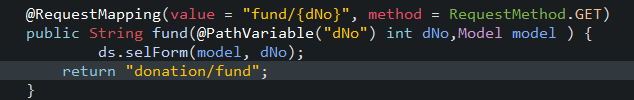 @RequestMapping(value = "fund/{dNo}", method = RequestMethod.GET)
public String fund(@PathVariable("dNo") int dNo,Model model ) {
ds.selForm(model, dNo);
return "donation/fund";
}